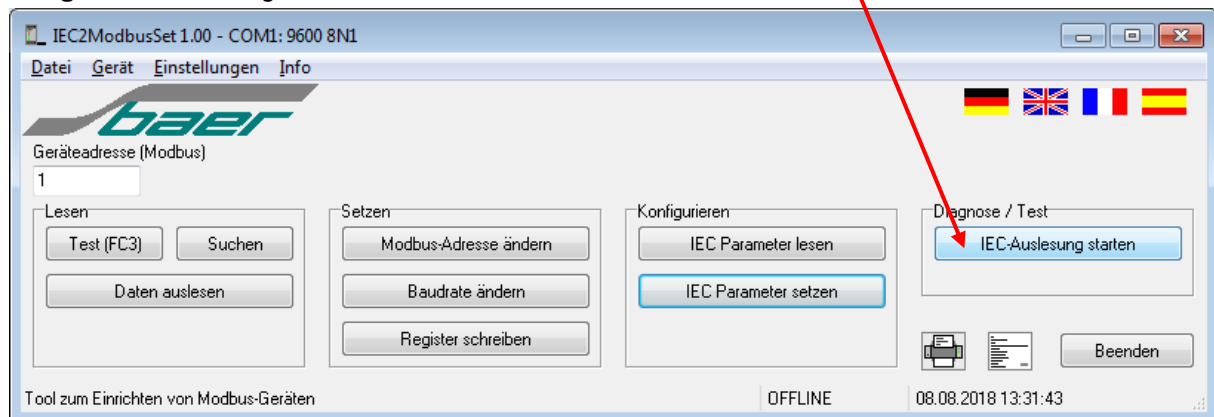 IEC2ModbusSet 1.00 - COM1: 9600 8N1
Datei Gerät Einstellungen Info
baer
Geräteadresse (Modbus)
1
Lesen
Test (FC3) Suchen
Daten auslesen
Setzen
Modbus-Adresse ändern
Baudrate ändern
Register schreiben
Konfigurieren
IEC Parameter lesen
IEC Parameter setzen
Diagnose / Test
IEC-Auslesung starten
Beenden
Tool zum Einrichten von Modbus-Geräten OFFLINE 08.08.2018 13:31:43